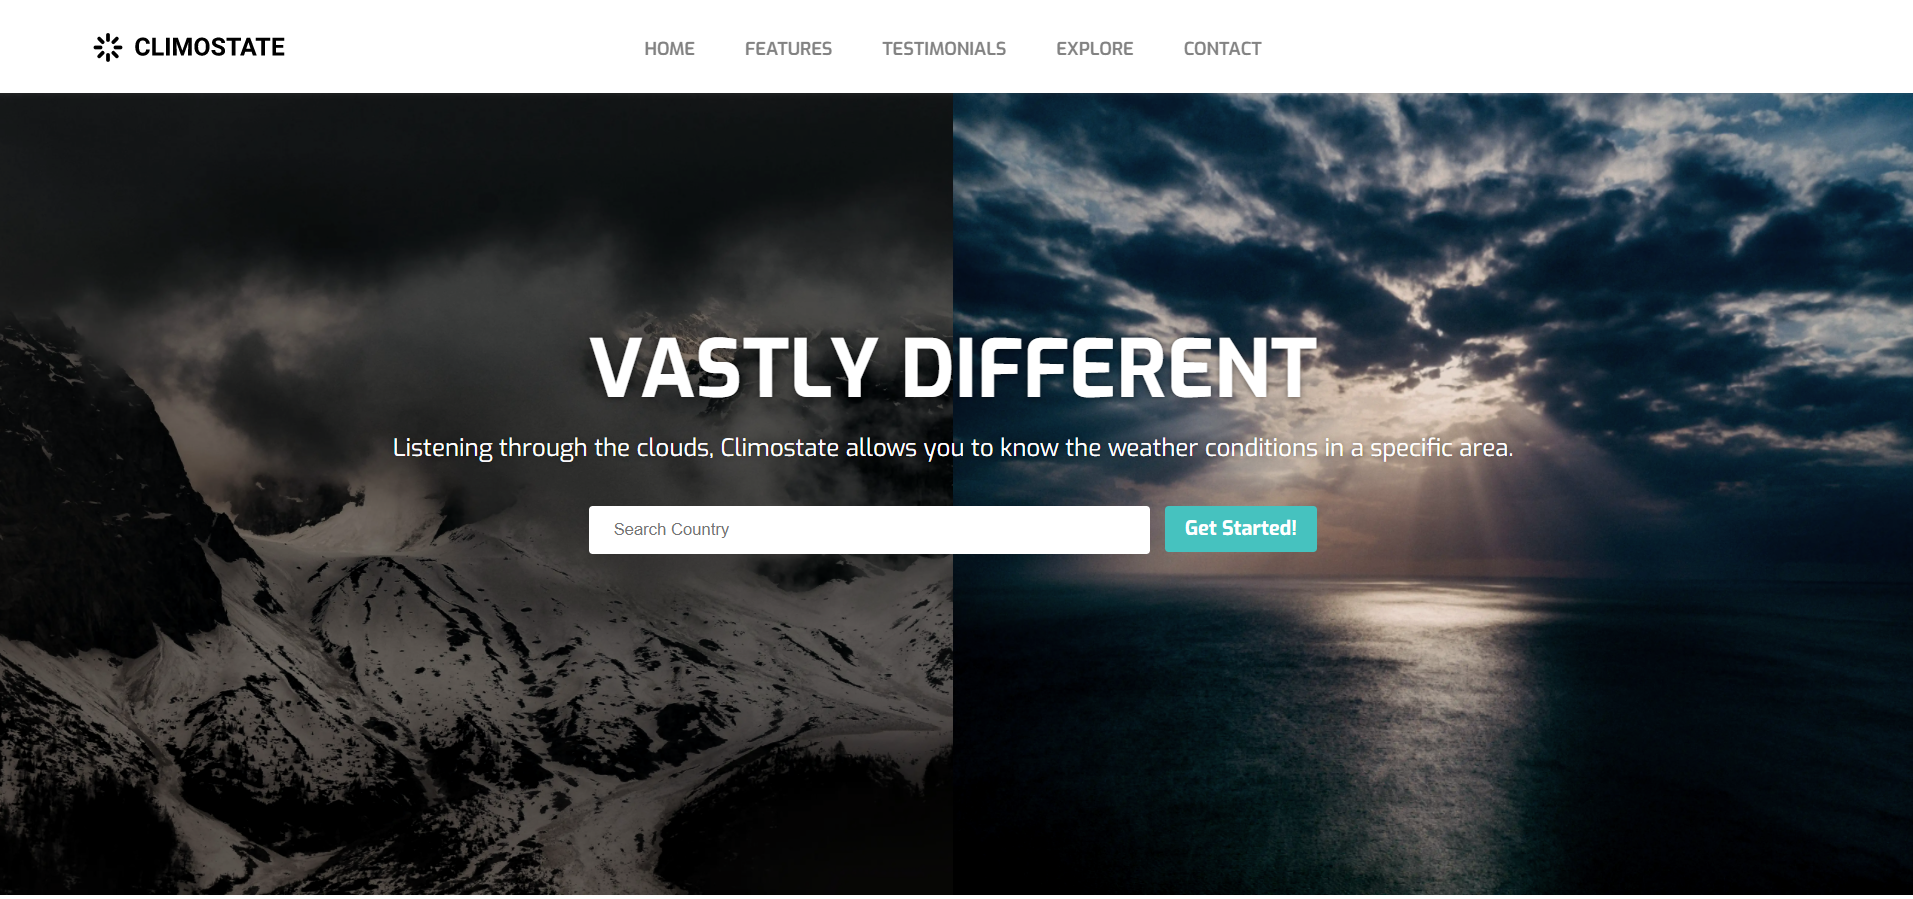 CLIMOSTATE
HOME FEATURES TESTIMONIALS EXPLORE CONTACT
VASTLY DIFFERENT
Listening through the clouds, Climostate allows you to know the weather conditions in a specific area.
Search Country Get Started!